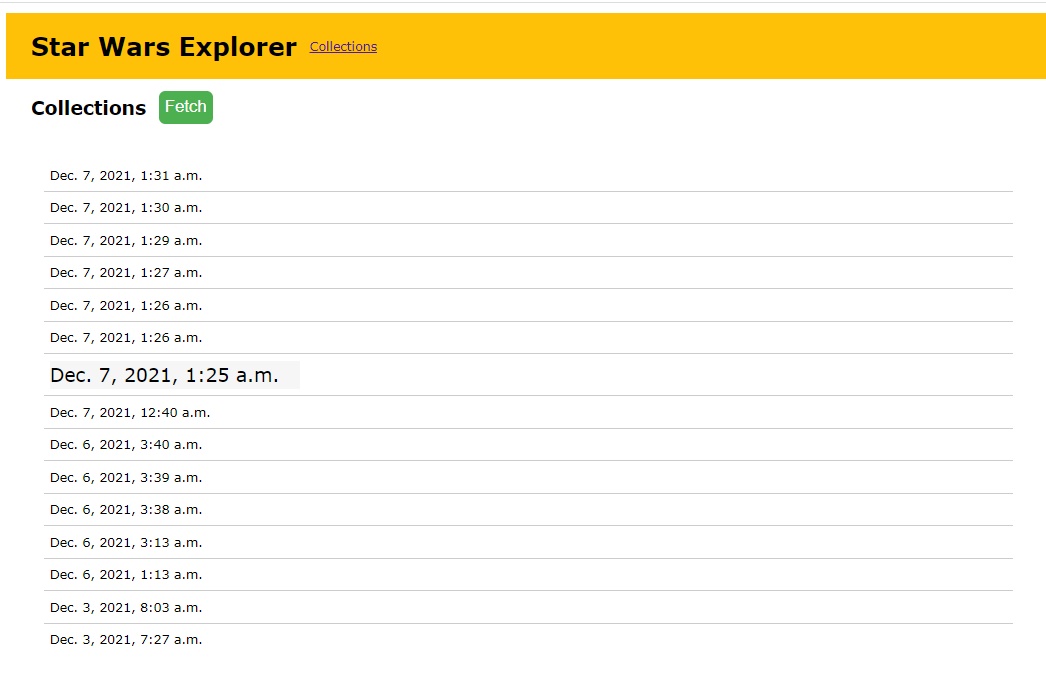 Star Wars Explorer Collections
Collections Fetch
Dec. 7, 2021, 1:31 a.m.
Dec. 7, 2021, 1:30 a.m.
Dec. 7, 2021, 1:29 a.m.
Dec. 7, 2021, 1:27 a.m.
Dec. 7, 2021, 1:26 a.m.
Dec. 7, 2021, 1:26 a.m.
Dec. 7, 2021, 1:25 a.m.
Dec. 7, 2021, 12:40 a.m.
Dec. 6, 2021, 3:40 a.m.
Dec. 6, 2021, 3:39 a.m.
Dec. 6, 2021, 3:38 a.m.
Dec. 6, 2021, 3:13 a.m.
Dec. 6, 2021, 1:13 a.m.
Dec. 3, 2021, 8:03 a.m.
Dec. 3, 2021, 7:27 a.m.